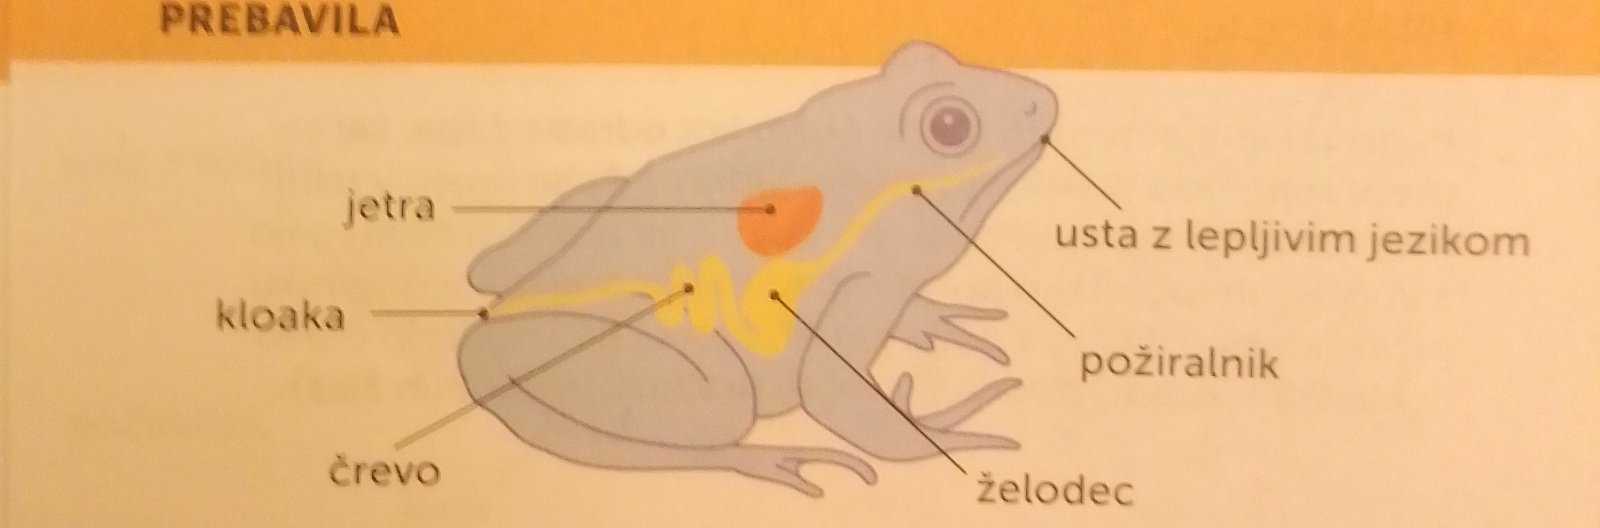 PREBAVILA
jetra
usta z lepljivim jezikom
kloaka
požiralnik
črevo
želodec